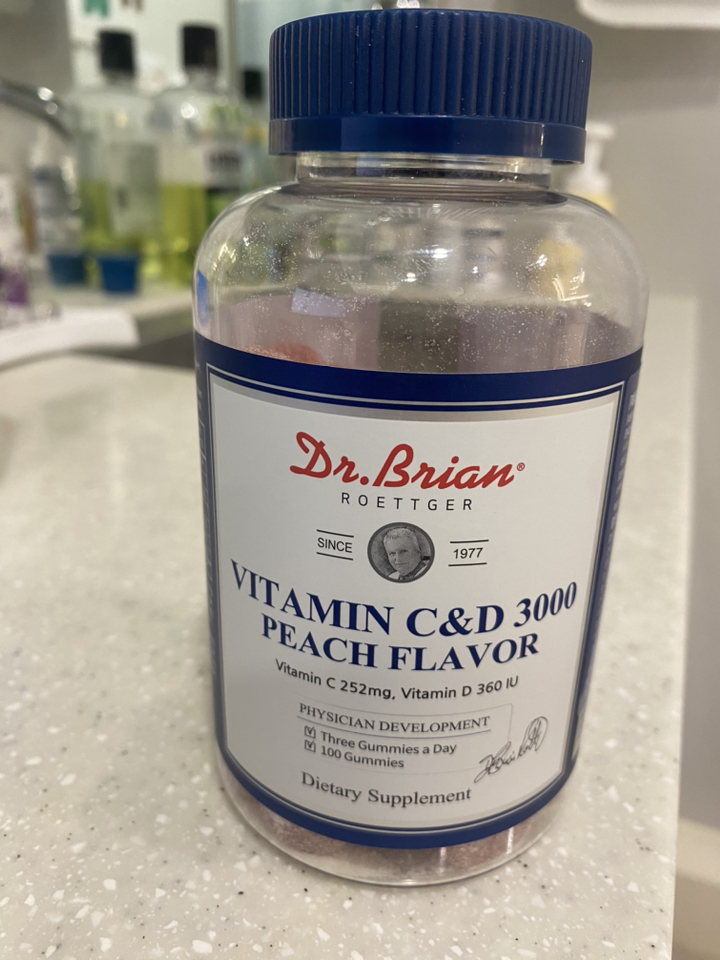 Dr.Brian®
ROETTGER
SINCE 1977
VITAMIN C&D 3000
PEACH FLAVOR
Vitamin C 252mg, Vitamin D 360 IU
PHYSICIAN DEVELOPMENT
Three Gummies a Day
100 Gummies
Dietary Supplement